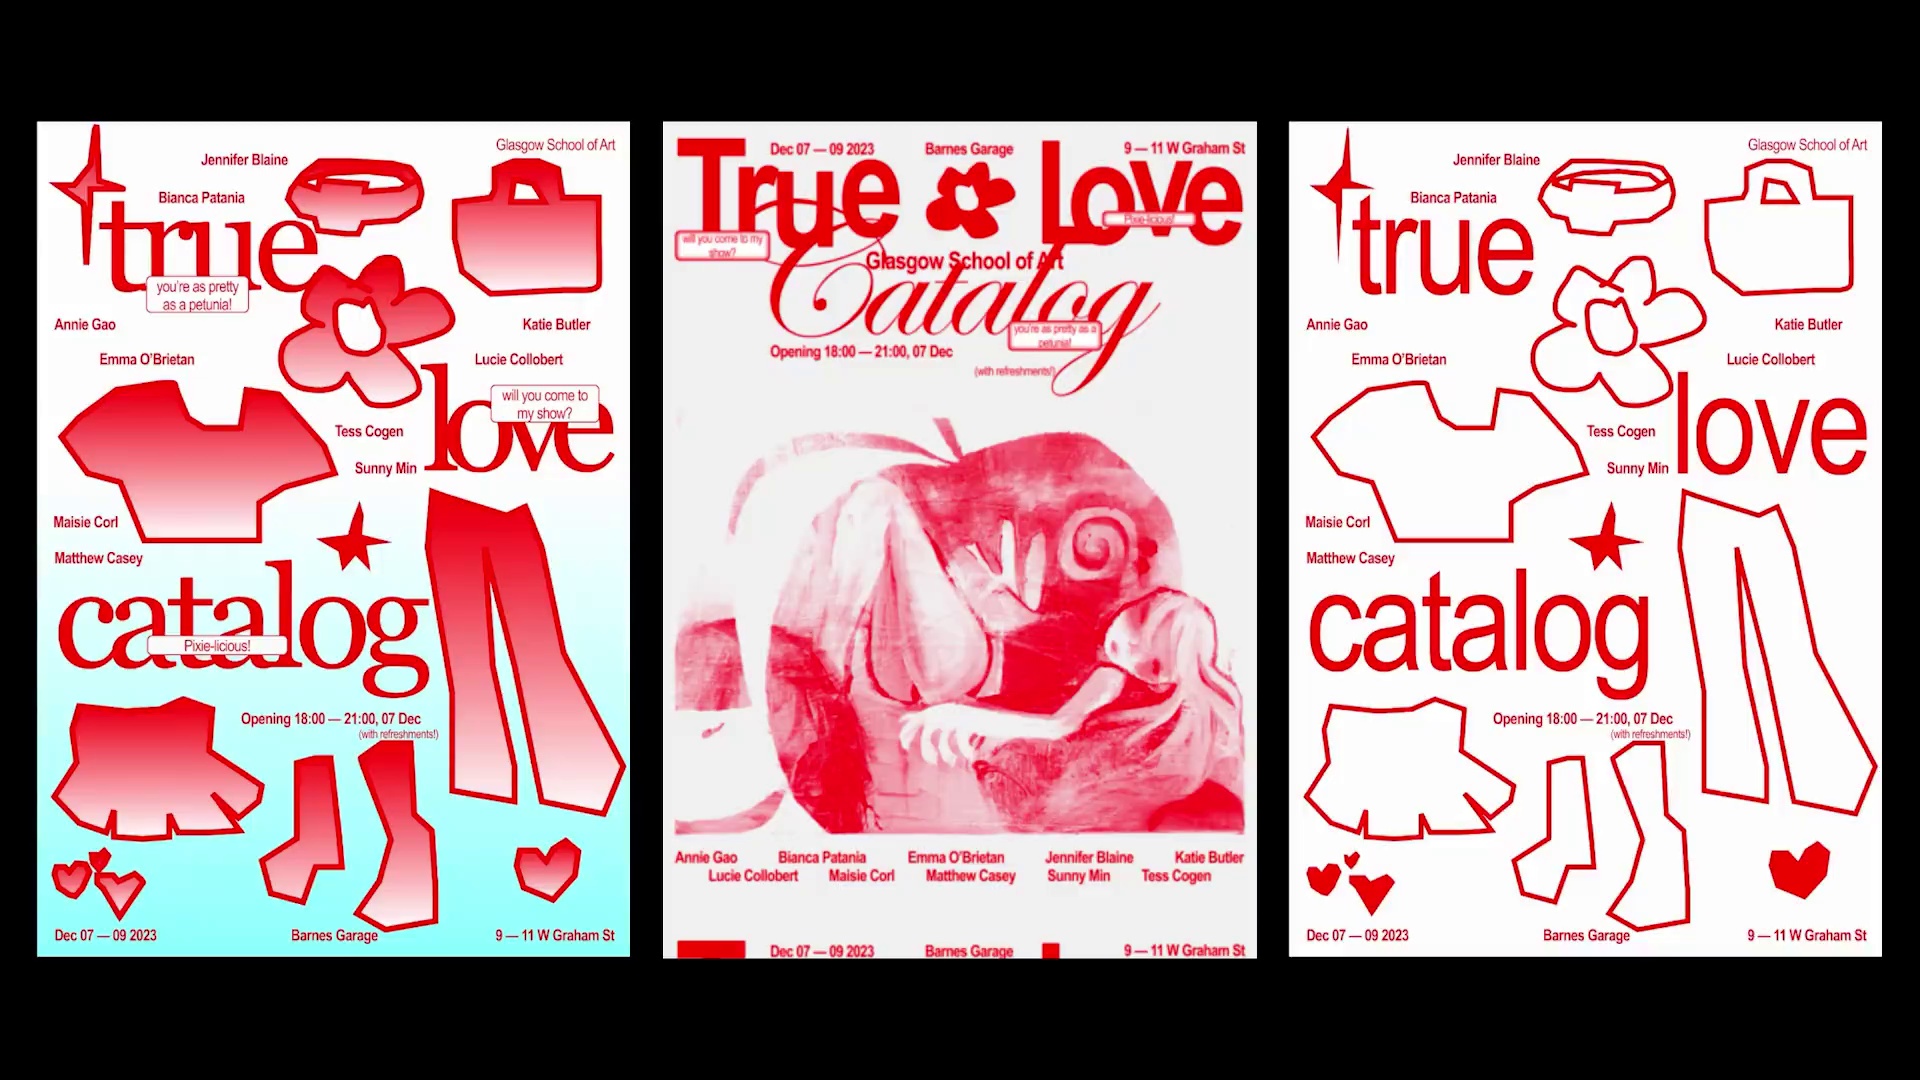 Glasgow School of Art
Jennifer Blaine
Bianca Patania
true
you're as pretty
as a petunia!
Annie Gao
Katie Butler
Emma O'Brietan
Lucie Collobert
love
will you come to
my show?
Tess Cogen
Sunny Min
Maisie Corl
Matthew Casey
catalog
Pixie-licious!
Opening 18:00 — 21:00, 07 Dec
(with refreshments!)
Dec 07 — 09 2023
Barnes Garage
9 — 11 W Graham St
Dec 07 — 09 2023
Barnes Garage
9 — 11 W Graham St
True Love
Pixie-licious!
will you come to my
show?
Glasgow School of Art
Catalog
you're as pretty as a
petunia!
Opening 18:00 — 21:00, 07 Dec
(with refreshments!)
Annie Gao Bianca Patania Emma O'Brietan Jennifer Blaine Katie Butler
Lucie Collobert Maisie Corl Matthew Casey Sunny Min Tess Cogen
Dec 07 — 09 2023
Barnes Garage
9 — 11 W Graham St
Glasgow School of Art
Jennifer Blaine
Bianca Patania
true
Annie Gao
Katie Butler
Emma O'Brietan
Lucie Collobert
love
Tess Cogen
Sunny Min
Maisie Corl
Matthew Casey
catalog
Opening 18:00 — 21:00, 07 Dec
(with refreshments!)
Dec 07 — 09 2023
Barnes Garage
9 — 11 W Graham St